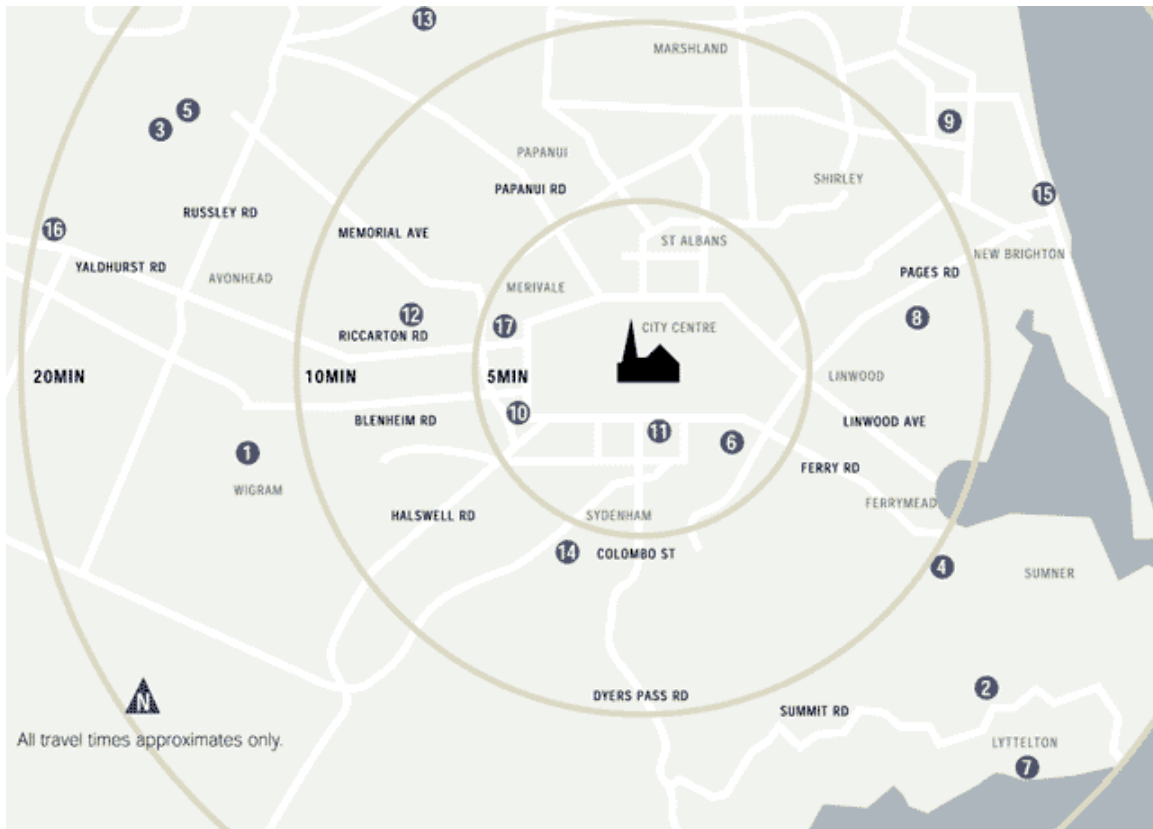 13
MARSHLAND
5
3
9
PAPANUI
SHIRLEY
PAPANUI RD
15
RUSSLEY RD
16
MEMORIAL AVE
ST ALBANS
NEW BRIGHTON
YALDHURST RD
AVONHEAD
PAGES RD
MERIVALE
12
17
8
CITY CENTRE
RICCARTON RD
20MIN
10MIN
5MIN
LINWOOD
10
BLENHEIM RD
LINWOOD AVE
11
6
1
FERRY RD
WIGRAM
FERRYMEAD
HALSWELL RD
SYDENHAM
14
COLOMBO ST
4
SUMNER
2
N
DYERS PASS RD
SUMMIT RD
All travel times approximates only.
LYTTELTON
7